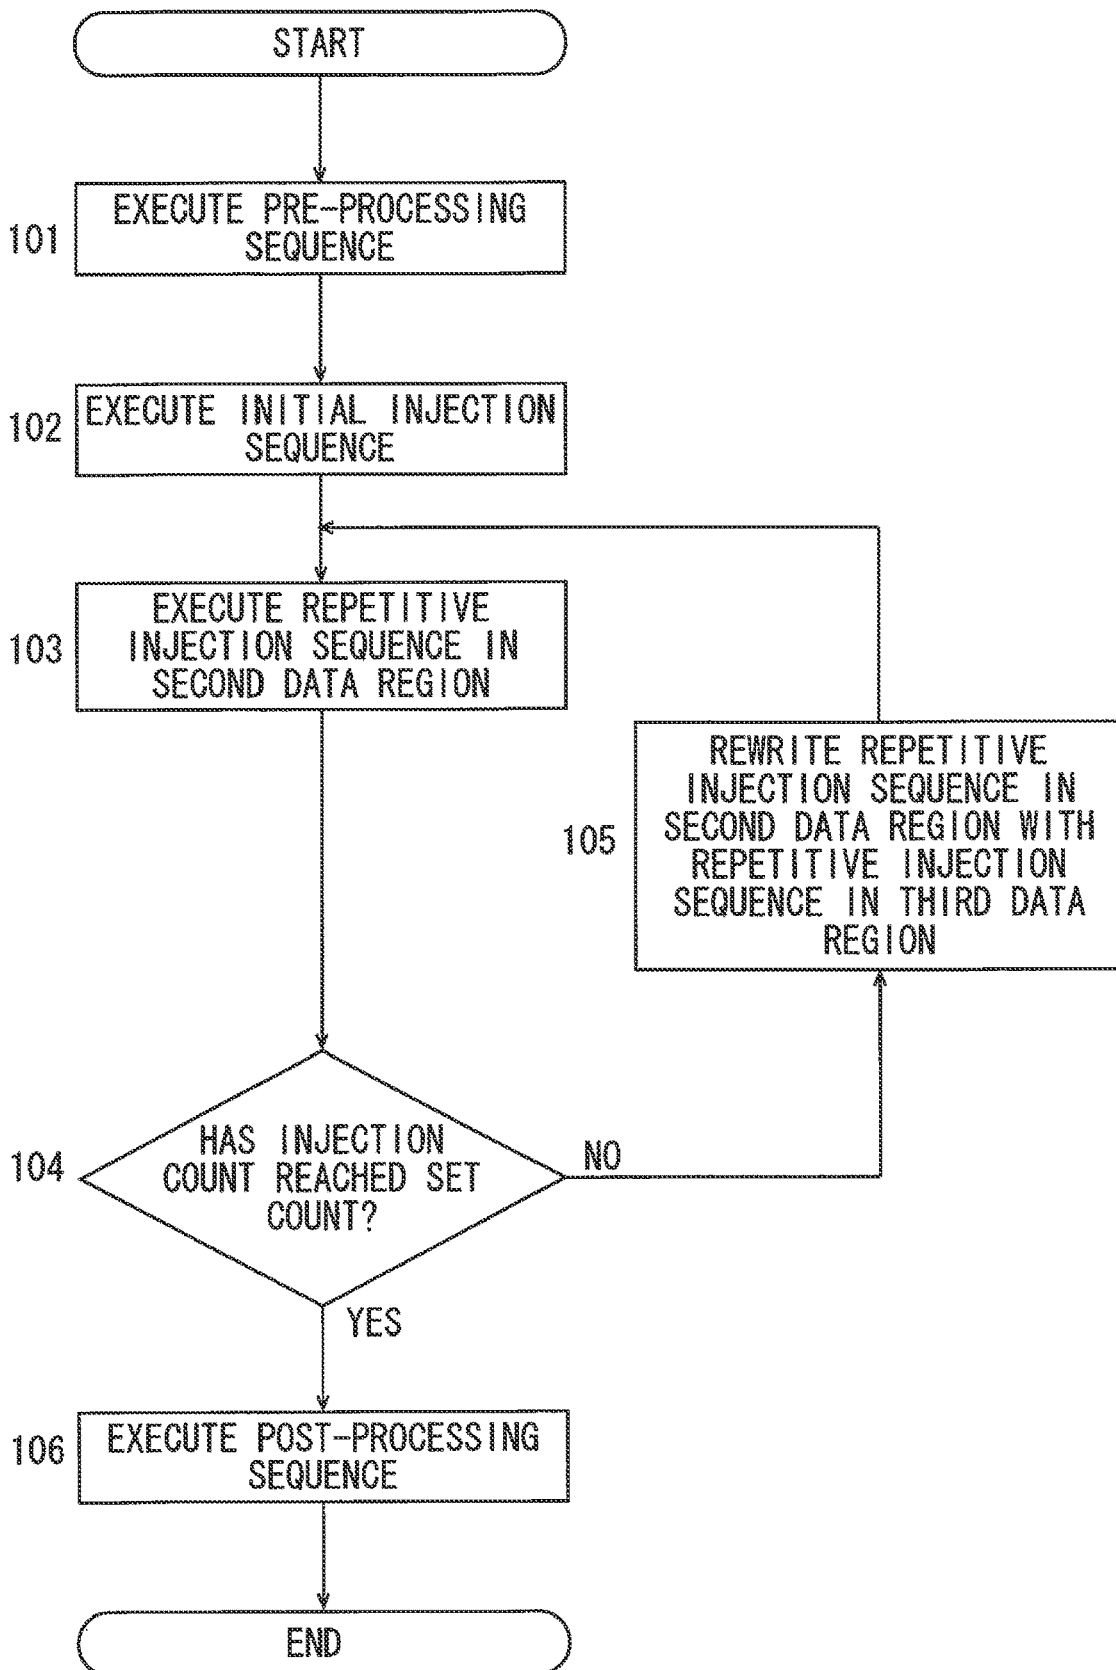 START
101
EXECUTE PRE-PROCESSING
SEQUENCE
102
EXECUTE INITIAL INJECTION
SEQUENCE
103
EXECUTE REPETITIVE
INJECTION SEQUENCE IN
SECOND DATA REGION
105
REWRITE REPETITIVE
INJECTION SEQUENCE IN
SECOND DATA REGION WITH
REPETITIVE INJECTION
SEQUENCE IN THIRD DATA
REGION
104
HAS INJECTION
COUNT REACHED SET
COUNT?
NO
YES
106
EXECUTE POST-PROCESSING
SEQUENCE
END